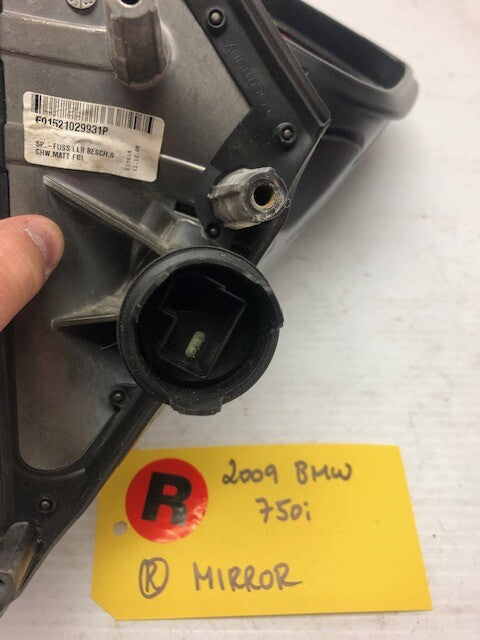 F01521029931P
SP.-FUSS LLR BESCH.S
CHW.MATT F01
R
2009 BMW
750i
R MIRROR